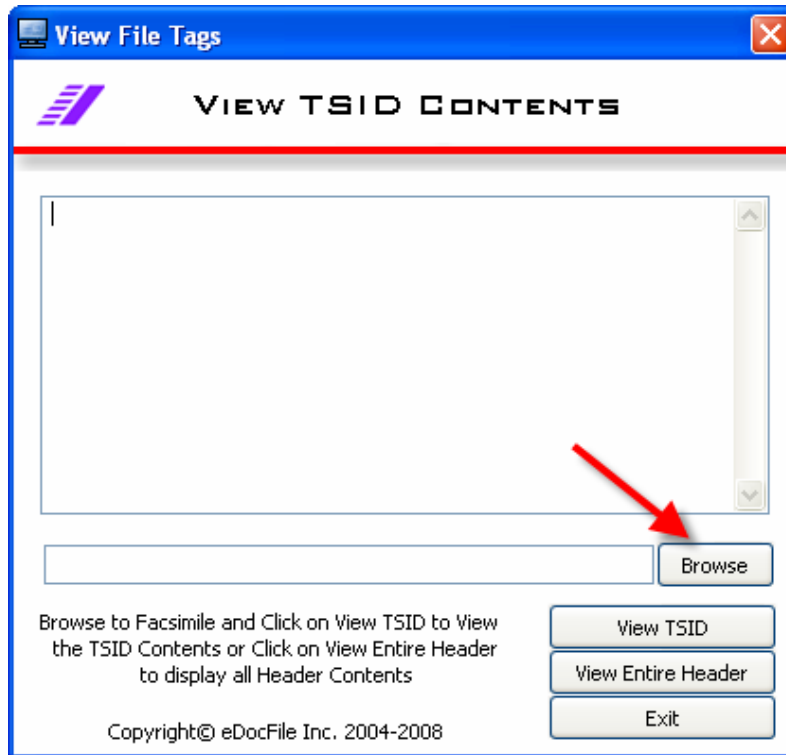 View File Tags
VIEW TSID CONTENTS
Browse
Browse to Facsimile and Click on View TSID to View
the TSID Contents or Click on View Entire Header
to display all Header Contents
View TSID
View Entire Header
Exit
Copyright© eDocFile Inc. 2004-2008